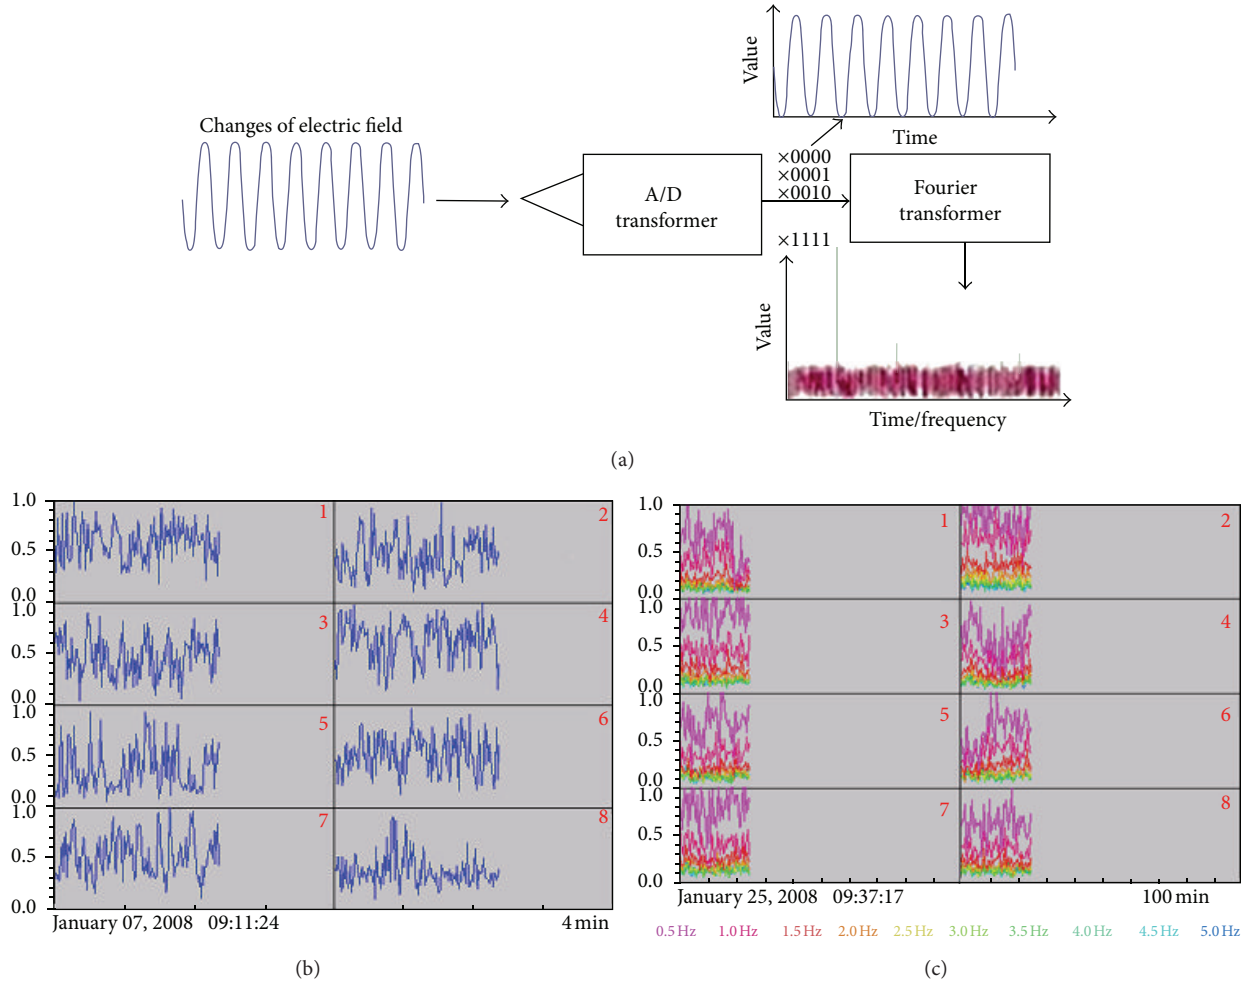 Value
Time
Changes of electric field
×0000
×0001
×0010
×1111
A/D
transformer
Fourier
transformer
Value
Time/frequency
(a)
1.0
0.5
0.0
1.0
0.5
0.0
1.0
0.5
0.0
1.0
0.5
0.0
1
2
3
4
5
6
7
8
January 07, 2008 09:11:24
4 min
(b)
1.0
0.5
0.0
1.0
0.5
0.0
1.0
0.5
0.0
1.0
0.5
0.0
1
2
3
4
5
6
7
8
January 25, 2008 09:37:17
100 min
0.5 Hz 1.0 Hz 1.5 Hz 2.0 Hz 2.5 Hz 3.0 Hz 3.5 Hz 4.0 Hz 4.5 Hz 5.0 Hz
(c)